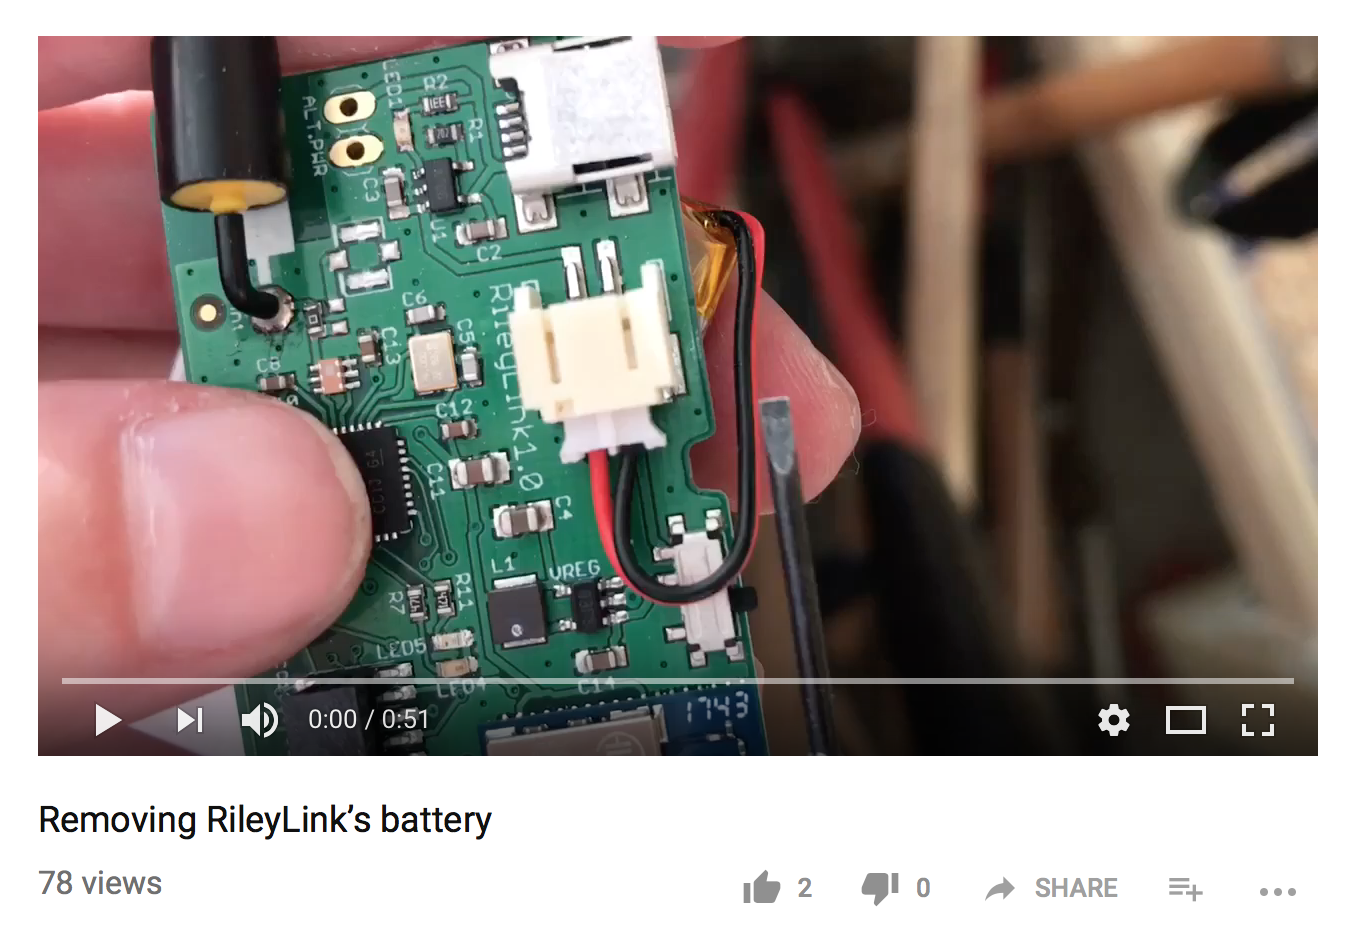 LED1
R2
ALT.PWR
R1
C3
U1
C2
C6
RileyLink1.0
C5
C13
C8
C12
C11
C4
L1
VREG
R7
R11
LED5
LED4
C14
1743
0:00 / 0:51
Removing RileyLink’s battery
78 views
2
0
SHARE